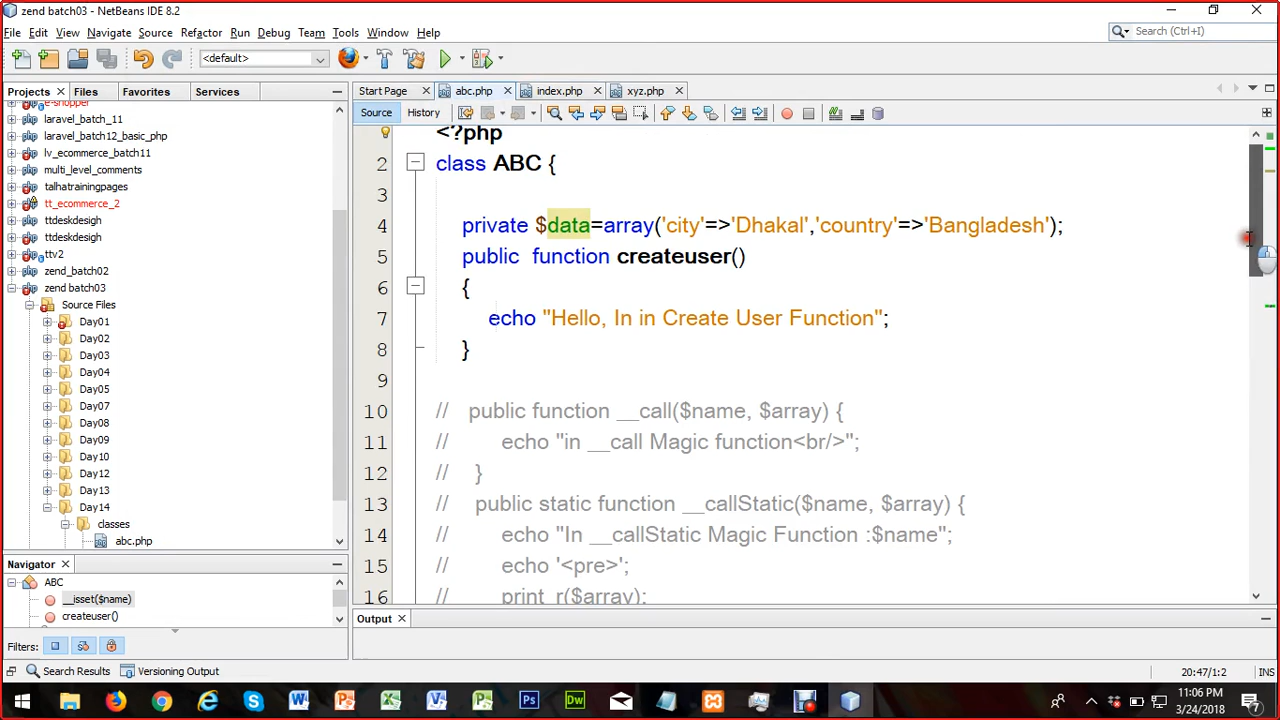 zend batch03 - NetBeans IDE 8.2
File Edit View Navigate Source Refactor Run Debug Team Tools Window Help
Search (Ctrl+I)
<default>
Projects Files Favorites Services
Start Page abc.php index.php xyz.php
Source History
e-shopper
laravel_batch_11
laravel_batch12_basic_php
lv_ecommerce_batch11
multi_level_comments
talhatrainingpages
tt_ecommerce_2
ttdeskdesigh
ttdeskdesigh
ttv2
zend_batch02
zend batch03
Source Files
Day01
Day02
Day03
Day04
Day05
Day07
Day08
Day09
Day10
Day12
Day13
Day14
classes
abc.php
<?php
2 class ABC {
3
4 private $data=array('city'=>'Dhakal','country'=>'Bangladesh');
5 public  function createuser()
6 {
7 echo "Hello, In in Create User Function";
8 }
9
10 //   public function __call($name, $array) {
11 //       echo "in __call Magic function<br/>";
12 //   }
13 //   public static function __callStatic($name, $array) {
14 //       echo "In __callStatic Magic Function :$name";
15 //       echo '<pre>';
16 //       print_r($array);
Navigator
ABC
__isset($name)
createuser()
Filters:
Output
Search Results Versioning Output
20:47/1:2 INS
11:06 PM
3/24/2018